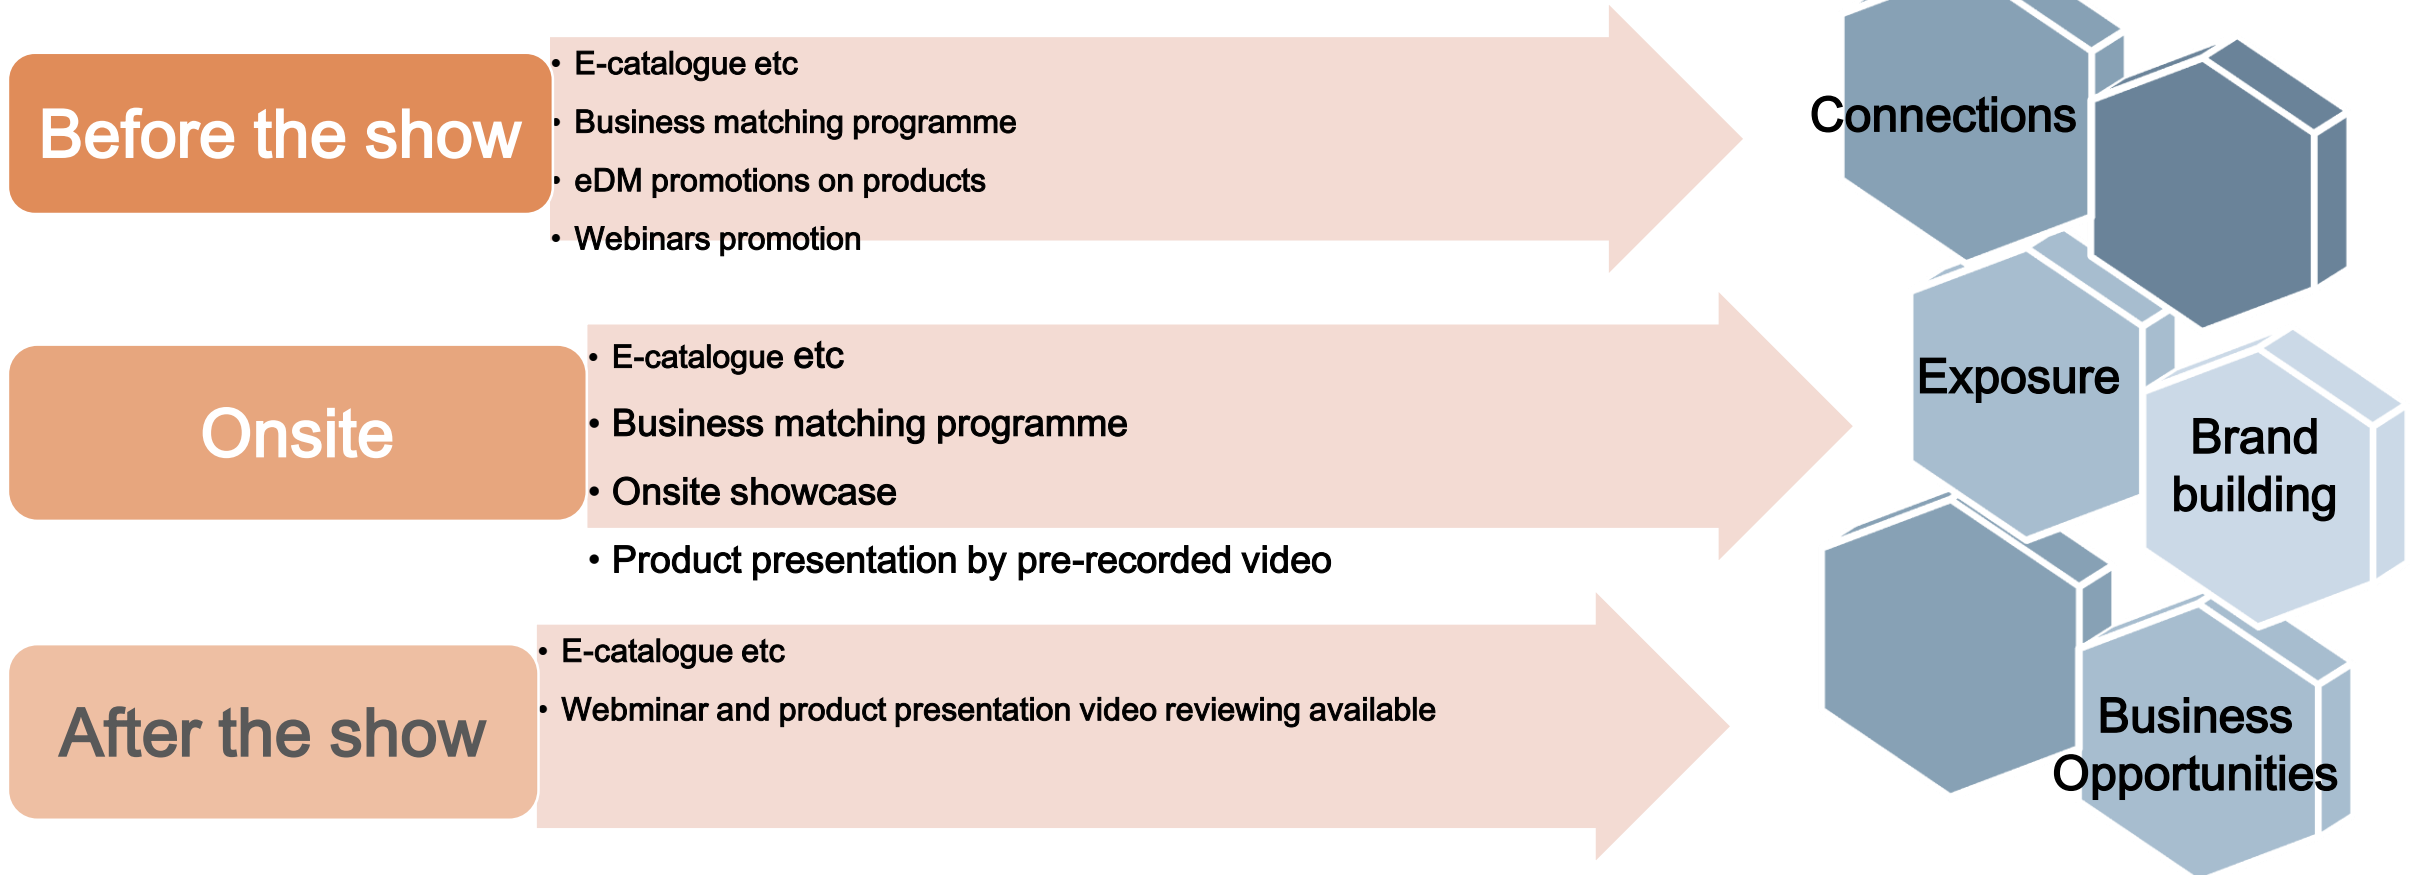 Before the show
• E-catalogue etc
• Business matching programme
• eDM promotions on products
• Webinars promotion
Onsite
• E-catalogue etc
• Business matching programme
• Onsite showcase
• Product presentation by pre-recorded video
After the show
• E-catalogue etc
• Webminar and product presentation video reviewing available
Connections
Exposure
Brand
building
Business
Opportunities